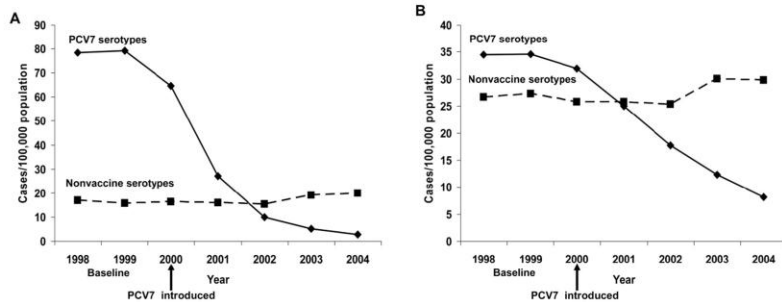 A
90
80
70
60
50
40
30
20
10
0
Cases/100,000 population
PCV7 serotypes
Nonvaccine serotypes
1998 1999 2000 2001 2002 2003 2004
Baseline
Year
PCV7 introduced
B
40
35
30
25
20
15
10
5
0
Cases/100,000 population
PCV7 serotypes
Nonvaccine serotypes
1998 1999 2000 2001 2002 2003 2004
Baseline
Year
PCV7 introduced